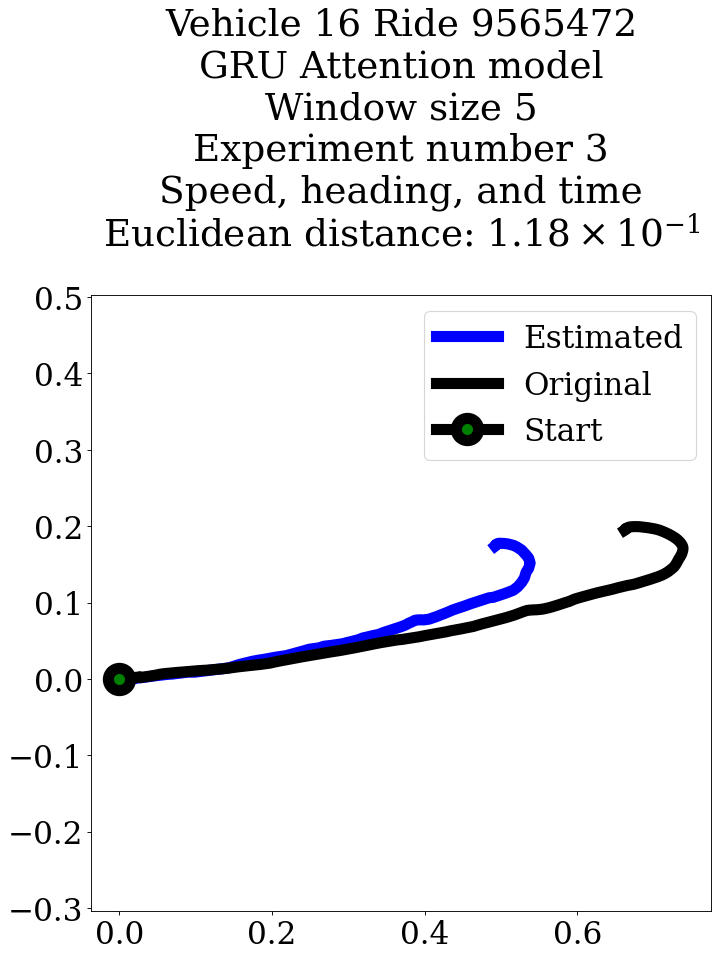 Vehicle 16 Ride 9565472
GRU Attention model
Window size 5
Experiment number 3
Speed, heading, and time
Euclidean distance: 1.18 × 10⁻¹
0.5
Estimated
0.4
Original
0.3
Start
0.2
0.1
0.0
−0.1
−0.2
−0.3
0.0 0.2 0.4 0.6